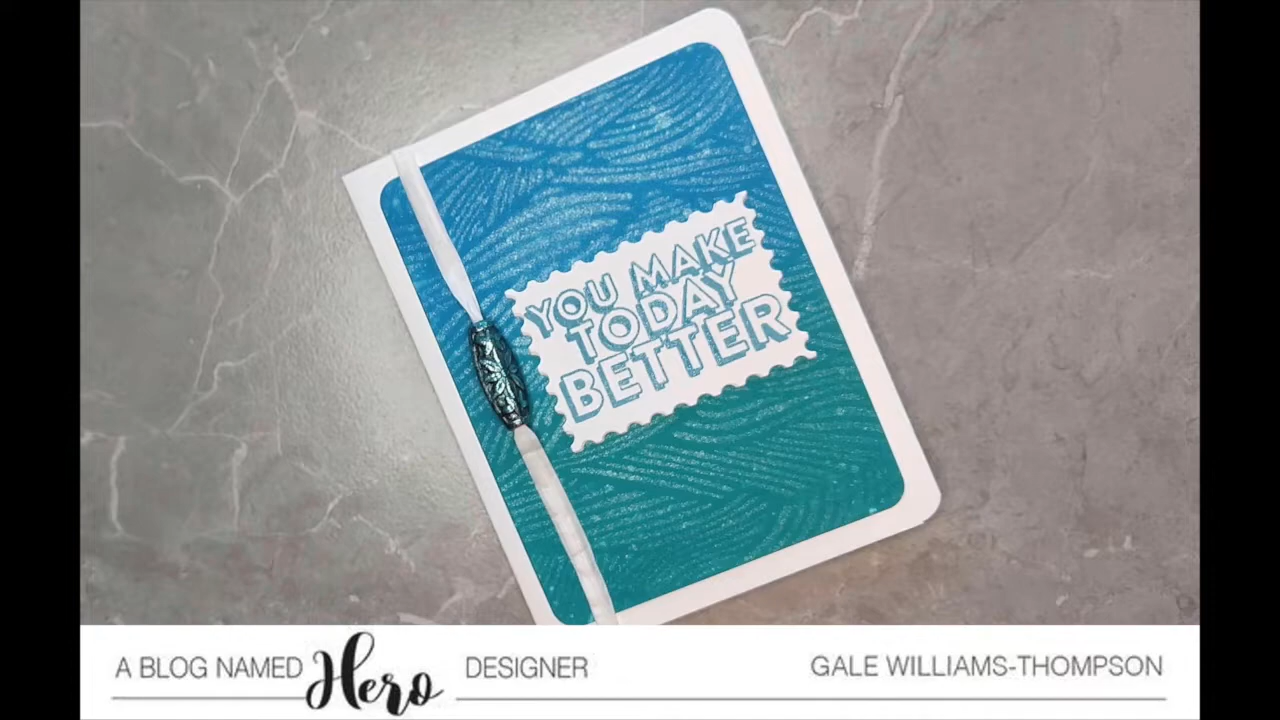 YOU MAKE
TODAY
BETTER
A BLOG NAMED Hero DESIGNER
GALE WILLIAMS-THOMPSON